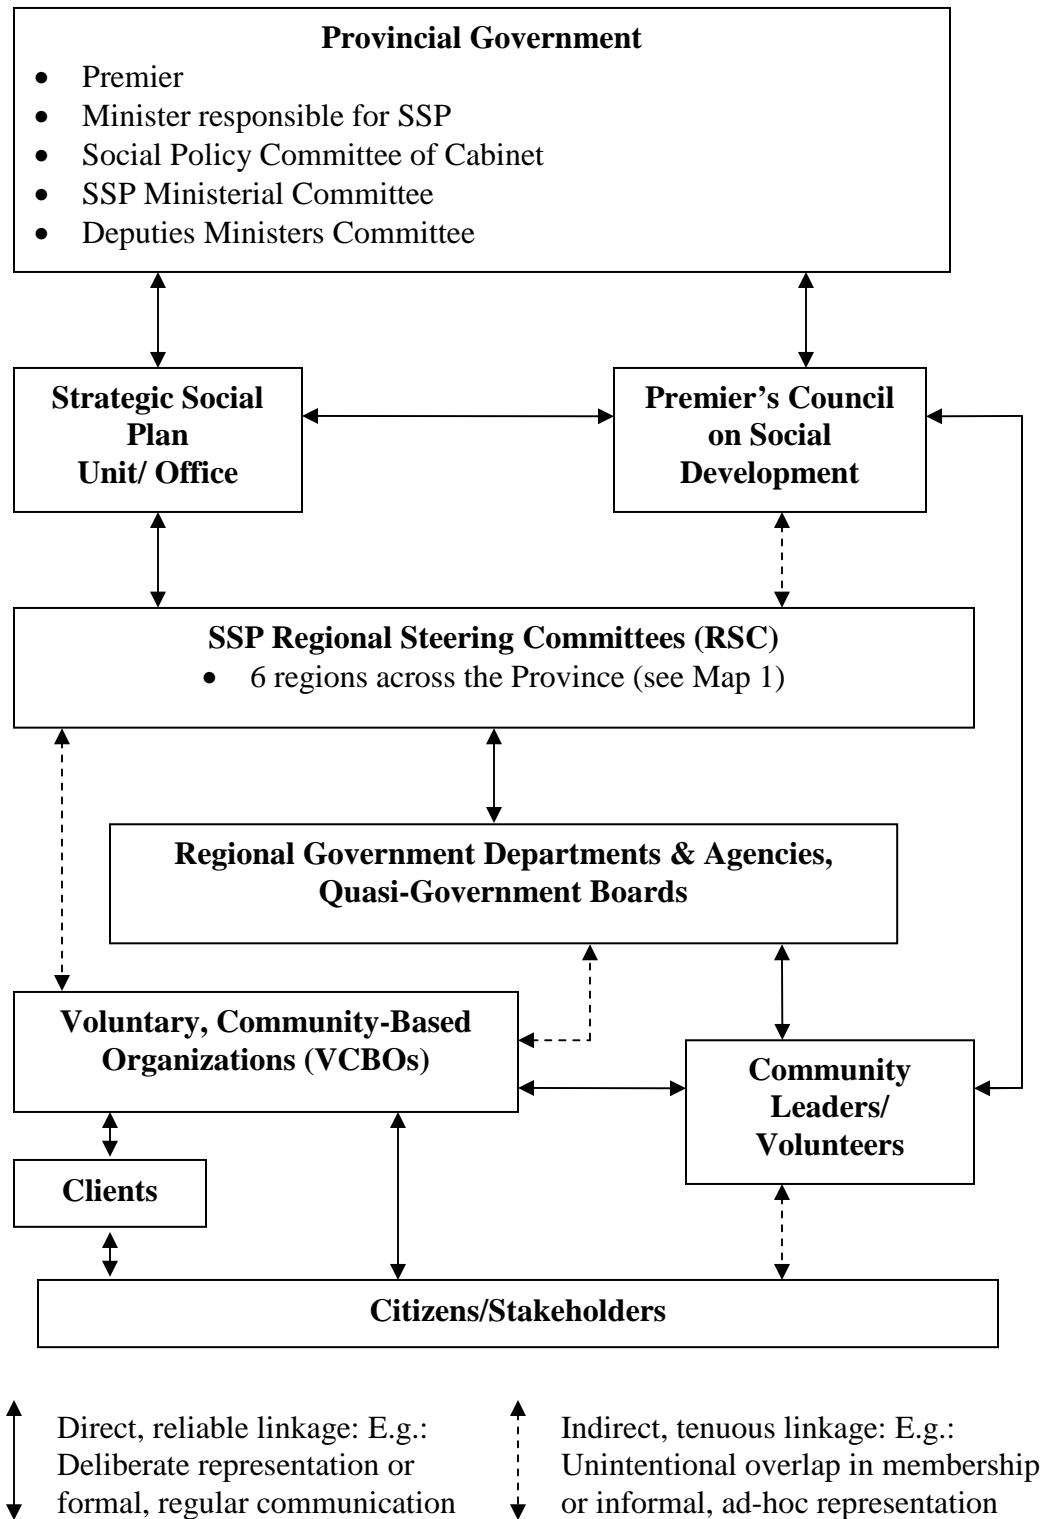 Provincial Government
• Premier
• Minister responsible for SSP
• Social Policy Committee of Cabinet
• SSP Ministerial Committee
• Deputies Ministers Committee
Strategic Social
Plan
Unit/ Office
Premier’s Council
on Social
Development
SSP Regional Steering Committees (RSC)
• 6 regions across the Province (see Map 1)
Regional Government Departments & Agencies,
Quasi-Government Boards
Voluntary, Community-Based
Organizations (VCBOs)
Community
Leaders/
Volunteers
Clients
Citizens/Stakeholders
Direct, reliable linkage: E.g.:
Deliberate representation or
formal, regular communication
Indirect, tenuous linkage: E.g.:
Unintentional overlap in membership
or informal, ad-hoc representation